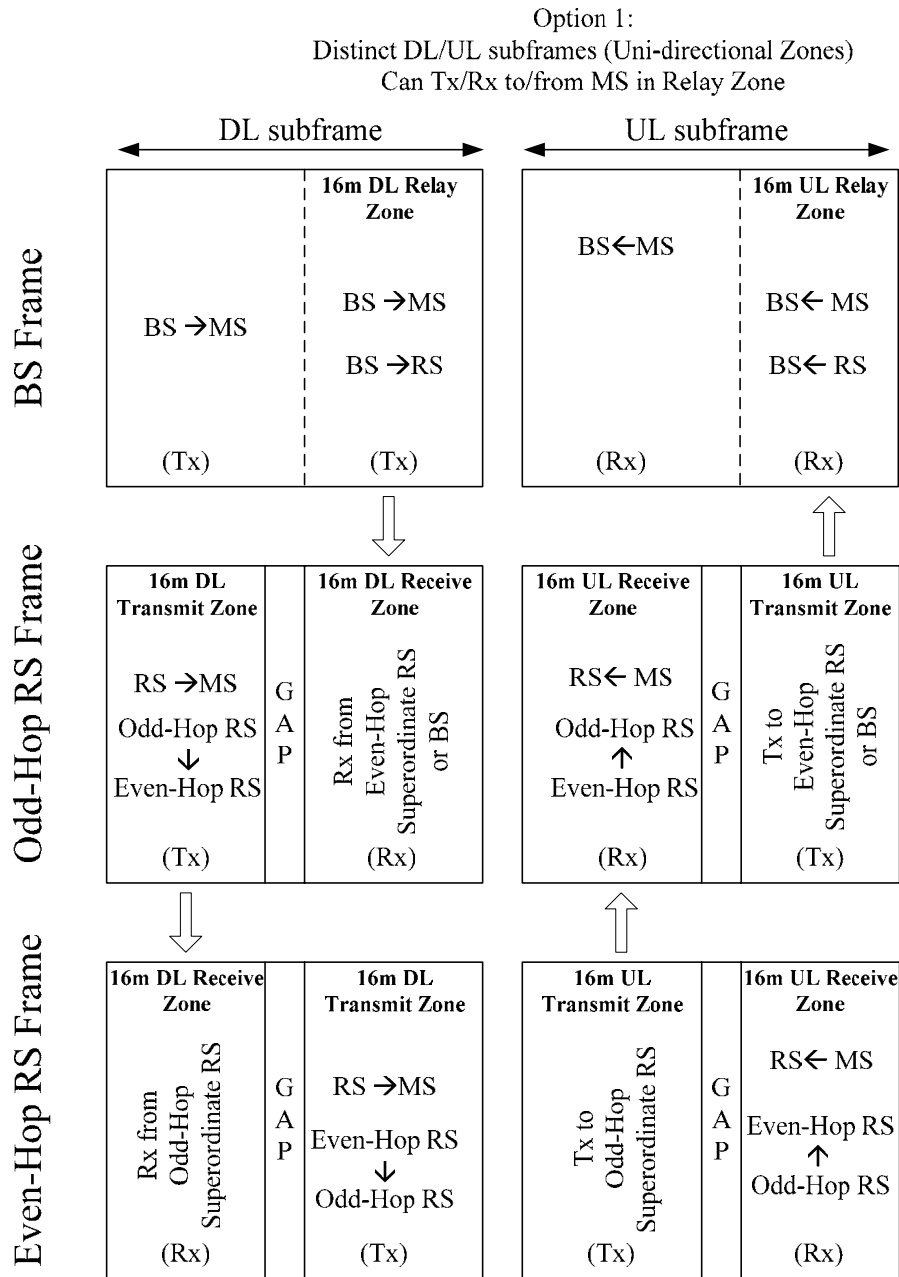 Option 1:
Distinct DL/UL subframes (Uni-directional Zones)
Can Tx/Rx to/from MS in Relay Zone
DL subframe
UL subframe
BS Frame
BS →MS
(Tx)
16m DL Relay
Zone
BS →MS
BS →RS
(Tx)
BS←MS
(Rx)
16m UL Relay
Zone
BS← MS
BS← RS
(Rx)
Odd-Hop RS Frame
16m DL
Transmit Zone
RS →MS
Odd-Hop RS
↓
Even-Hop RS
(Tx)
G
A
P
16m DL Receive
Zone
Rx from
Even-Hop
Superordinate RS
or BS
(Rx)
16m UL Receive
Zone
RS← MS
Odd-Hop RS
↑
Even-Hop RS
(Rx)
G
A
P
16m UL
Transmit Zone
Tx to
Even-Hop
Superordinate RS
or BS
(Tx)
Even-Hop RS Frame
16m DL Receive
Zone
Rx from
Odd-Hop
Superordinate RS
(Rx)
G
A
P
16m DL
Transmit Zone
RS →MS
Even-Hop RS
↓
Odd-Hop RS
(Tx)
16m UL
Transmit Zone
Tx to
Odd-Hop
Superordinate RS
(Tx)
G
A
P
16m UL Receive
Zone
RS← MS
Even-Hop RS
↑
Odd-Hop RS
(Rx)